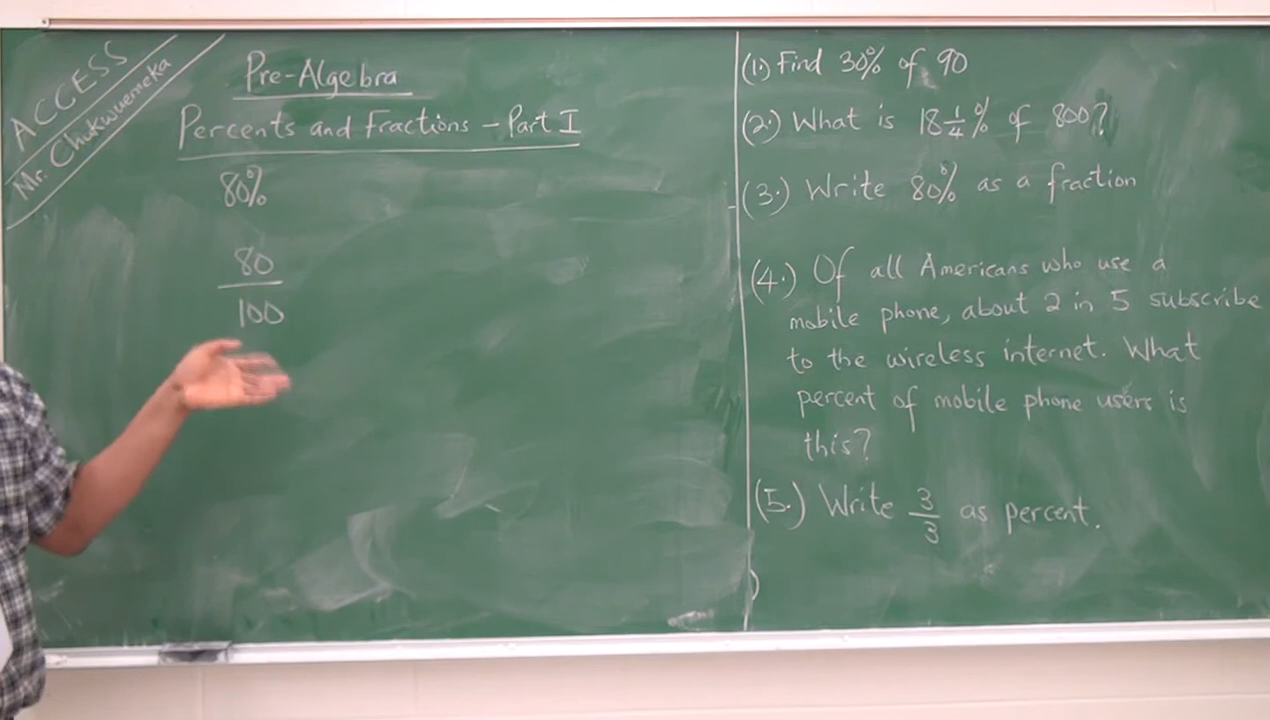 ACCESS
Mr. Chukwuemeka
Pre-Algebra
Percents and Fractions - Part I
80%
80
100
(1.) Find 30% of 90
(2.) What is 18 1/4 % of 800?
(3.) Write 80% as a fraction
(4.) Of all Americans who use a
mobile phone, about 2 in 5 subscribe
to the wireless internet. What
percent of mobile phone users is
this?
(5.) Write 3/3 as percent.